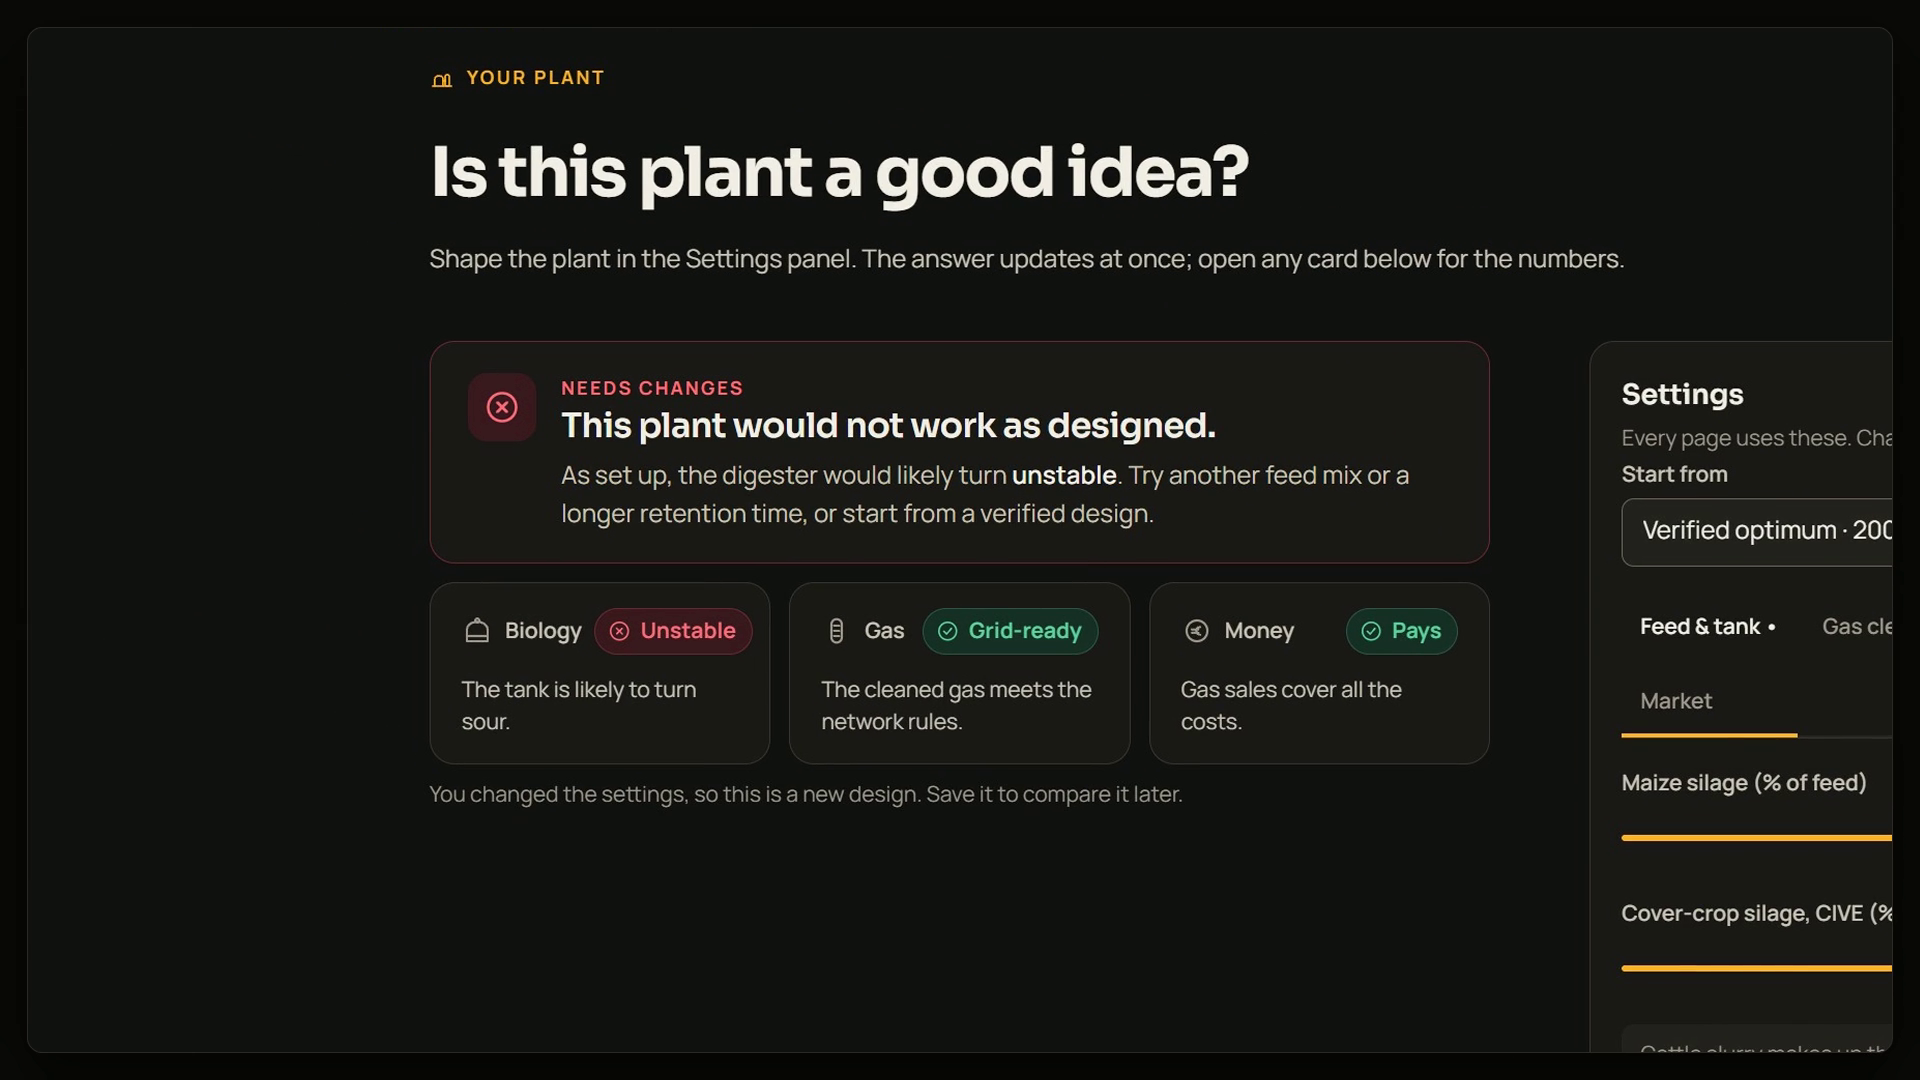 YOUR PLANT
Is this plant a good idea?
Shape the plant in the Settings panel. The answer updates at once; open any card below for the numbers.
NEEDS CHANGES
This plant would not work as designed.
As set up, the digester would likely turn unstable. Try another feed mix or a
longer retention time, or start from a verified design.
Biology
Unstable
The tank is likely to turn
sour.
Gas
Grid-ready
The cleaned gas meets the
network rules.
Money
Pays
Gas sales cover all the
costs.
You changed the settings, so this is a new design. Save it to compare it later.
Settings
Every page uses these.
Start from
Verified optimum · 200
Feed & tank •
Gas
Market
Maize silage (% of feed)
Cover-crop silage, CIVE (%